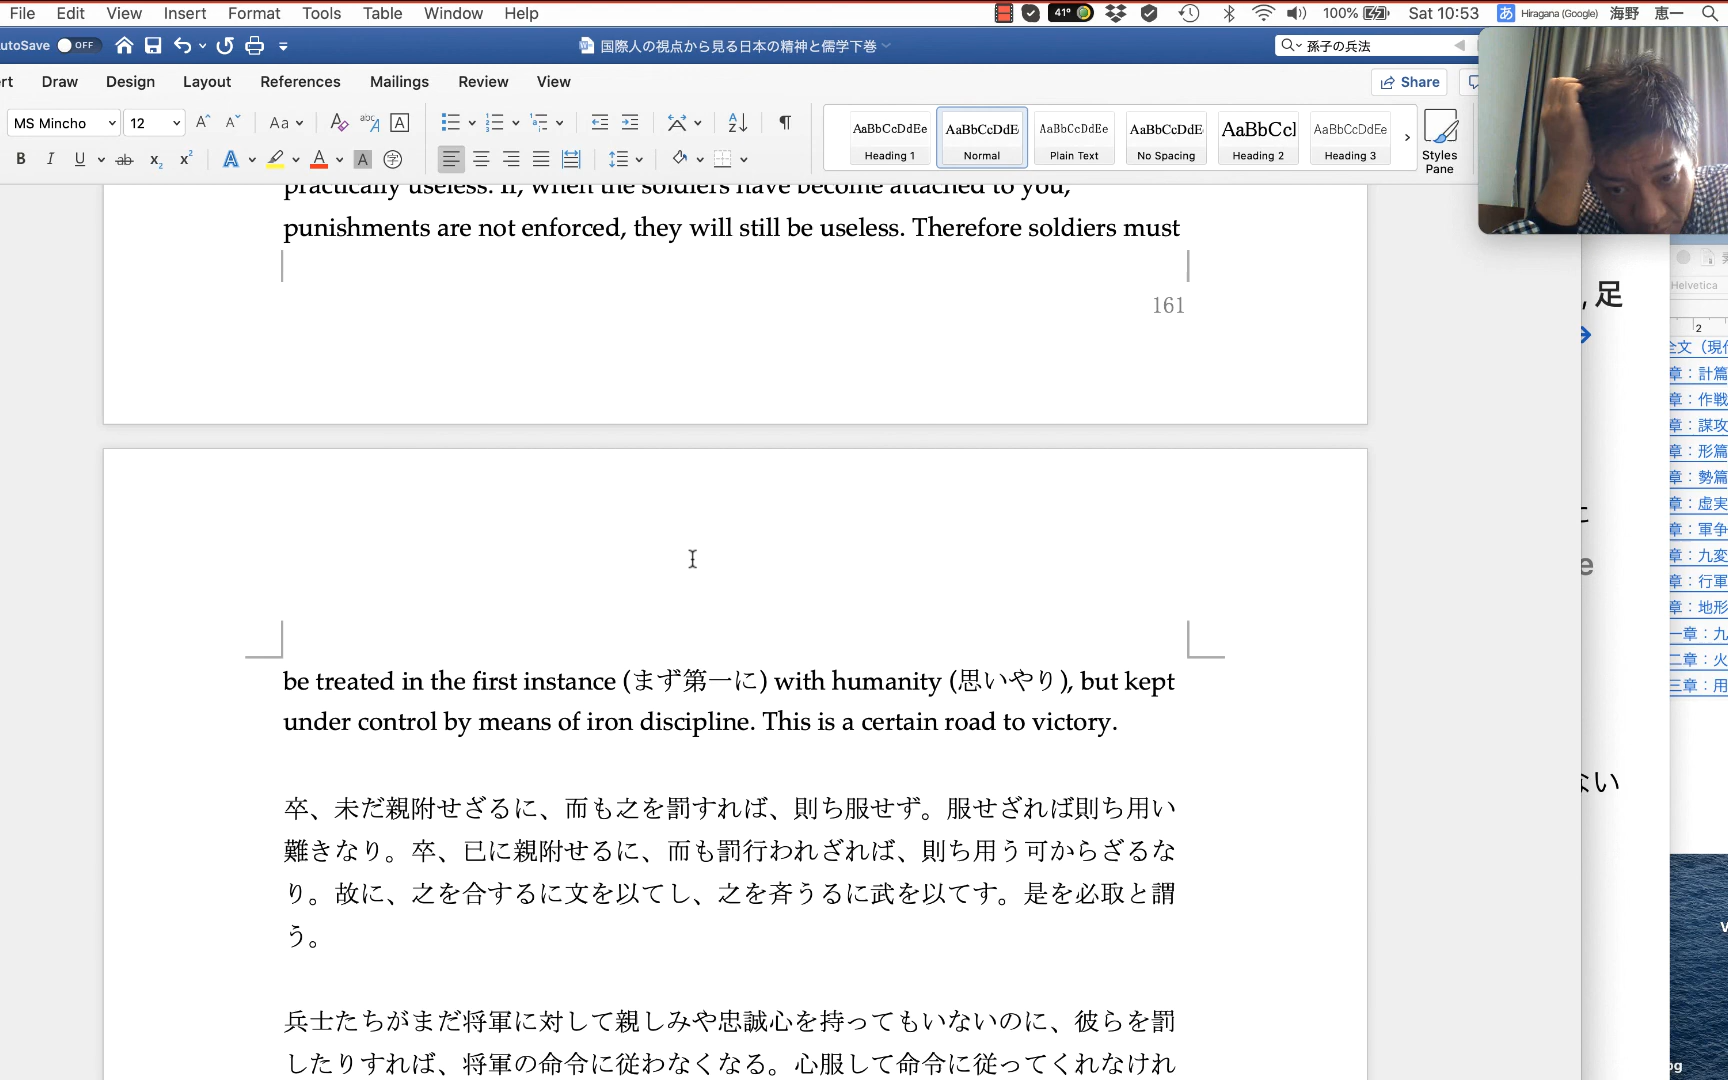 File Edit View Insert Format Tools Table Window Help
41° 100% Sat 10:53 あ Hiragana (Google) 海野 恵一
utoSave OFF
国際人の視点から見る日本の精神と儒学下巻
孫子の兵法
rt Draw Design Layout References Mailings Review View
Share
MS Mincho 12
AaBbCcDdEe AaBbCcDdE AaBbCcDdEe AaBbCcDdE AaBbCcI AaBbCcDdEe
Heading 1 Normal Plain Text No Spacing Heading 2 Heading 3
Styles
Pane
practically useless. If, when the soldiers have become attached to you,
punishments are not enforced, they will still be useless. Therefore soldiers must
161
be treated in the first instance (まず第一に) with humanity (思いやり), but kept
under control by means of iron discipline. This is a certain road to victory.
卒、未だ親附せざるに、而も之を罰すれば、則ち服せず。服せざれば則ち用い
難きなり。卒、已に親附せるに、而も罰行われざれば、則ち用う可からざるな
り。故に、之を合するに文を以てし、之を斉うるに武を以てす。是を必取と謂
う。
兵士たちがまだ将軍に対して親しみや忠誠心を持ってもいないのに、彼らを罰
したりすれば、将軍の命令に従わなくなる。心服して命令に従ってくれなけれ
, 足
ない
Helvetica
2
全文（現代
章：計篇
章：作戦
章：謀攻
章：形篇
章：勢篇
章：虚実
章：軍争
章：九変
章：行軍
章：地形
一章：九
二章：火
三章：用